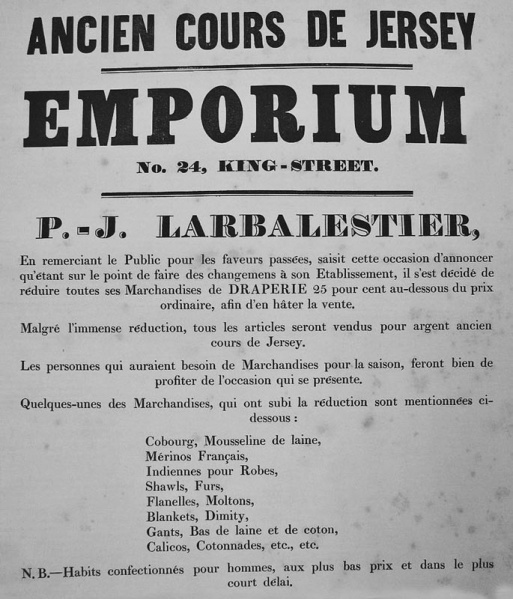 ANCIEN COURS DE JERSEY
EMPORIUM
No. 24, KING-STREET.
P.-J. LARBALESTIER,
En remerciant le Public pour les faveurs passées, saisit cette occasion d'annoncer
qu'étant sur le point de faire des changemens à son Etablissement, il s'est décidé de
réduire toutes ses Marchandises de DRAPERIE 25 pour cent au-dessous du prix
ordinaire, afin d'en hâter la vente.
Malgré l'immense réduction, tous les articles seront vendus pour argent ancien
cours de Jersey.
Les personnes qui auraient besoin de Marchandises pour la saison, feront bien de
profiter de l'occasion qui se présente.
Quelques-unes des Marchandises, qui ont subi la réduction sont mentionnées ci-
dessous :
Cobourg, Mousseline de laine,
Mérinos Français,
Indiennes pour Robes,
Shawls, Furs,
Flanelles, Moltons,
Blankets, Dimity,
Gants, Bas de laine et de coton,
Calicos, Cotonnades, etc., etc.
N. B.—Habits confectionnés pour hommes, aux plus bas prix et dans le plus
court délai.